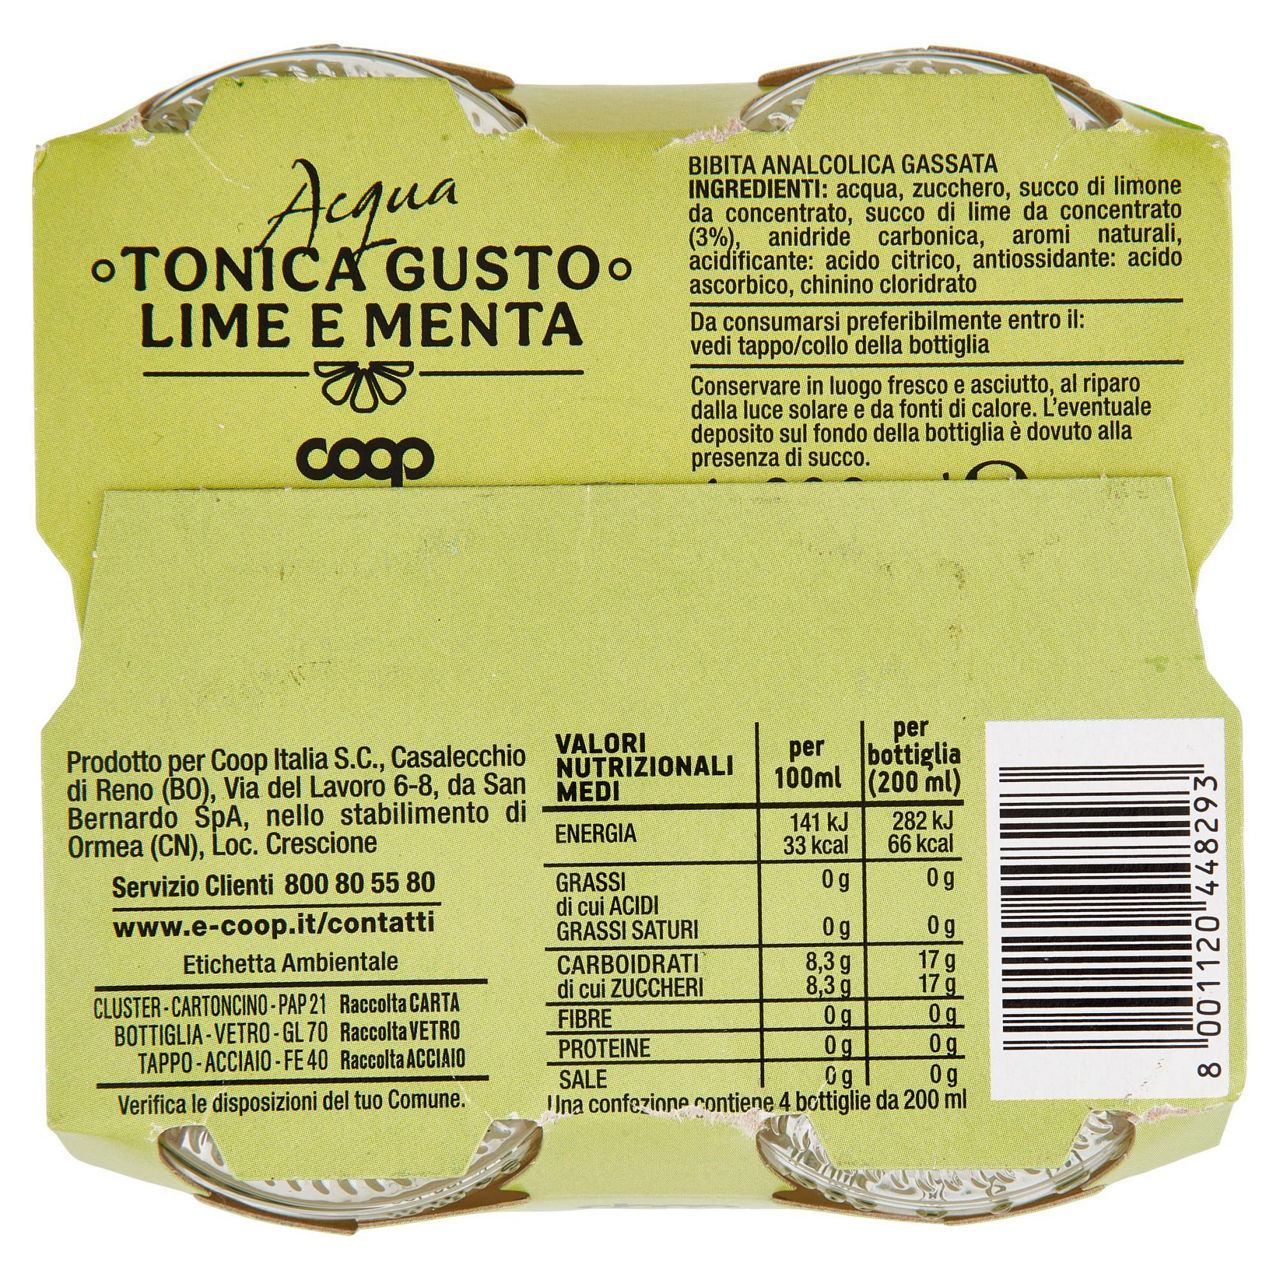 Acqua
TONICA GUSTO
LIME E MENTA
coop
BIBITA ANALCOLICA GASSATA
INGREDIENTI: acqua, zucchero, succo di limone
da concentrato, succo di lime da concentrato
(3%), anidride carbonica, aromi naturali,
acidificante: acido citrico, antiossidante: acido
ascorbico, chinino cloridrato
Da consumarsi preferibilmente entro il:
vedi tappo/collo della bottiglia
Conservare in luogo fresco e asciutto, al riparo
dalla luce solare e da fonti di calore. L'eventuale
deposito sul fondo della bottiglia è dovuto alla
presenza di succo.
Prodotto per Coop Italia S.C., Casalecchio
di Reno (BO), Via del Lavoro 6-8, da San
Bernardo SpA, nello stabilimento di
Ormea (CN), Loc. Crescione
Servizio Clienti 800 80 55 80
www.e-coop.it/contatti
Etichetta Ambientale
CLUSTER - CARTONCINO - PAP 21 Raccolta CARTA
BOTTIGLIA - VETRO - GL 70 Raccolta VETRO
TAPPO - ACCIAIO - FE 40 Raccolta ACCIAIO
Verifica le disposizioni del tuo Comune.
VALORI NUTRIZIONALI MEDI per 100ml per bottiglia (200 ml)
ENERGIA 141 kJ 282 kJ
33 kcal 66 kcal
GRASSI 0 g 0 g
di cui ACIDI
GRASSI SATURI 0 g 0 g
CARBOIDRATI 8,3 g 17 g
di cui ZUCCHERI 8,3 g 17 g
FIBRE 0 g 0 g
PROTEINE 0 g 0 g
SALE 0 g 0 g
Una confezione contiene 4 bottiglie da 200 ml
8 001120 448293